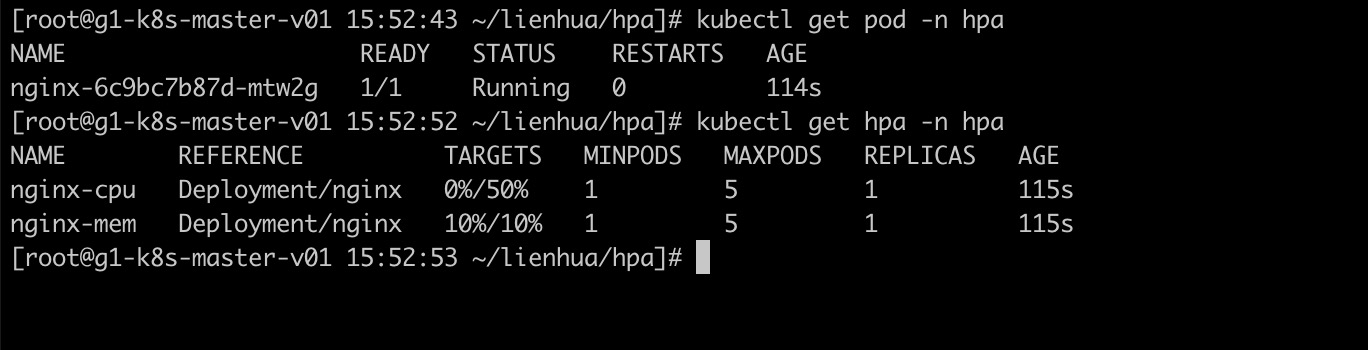 [root@g1-k8s-master-v01 15:52:43 ~/lienhua/hpa]# kubectl get pod -n hpa
NAME                     READY   STATUS    RESTARTS   AGE
nginx-6c9bc7b87d-mtw2g   1/1     Running   0          114s
[root@g1-k8s-master-v01 15:52:52 ~/lienhua/hpa]# kubectl get hpa -n hpa
NAME        REFERENCE          TARGETS   MINPODS   MAXPODS   REPLICAS   AGE
nginx-cpu   Deployment/nginx   0%/50%    1         5         1          115s
nginx-mem   Deployment/nginx   10%/10%   1         5         1          115s
[root@g1-k8s-master-v01 15:52:53 ~/lienhua/hpa]#